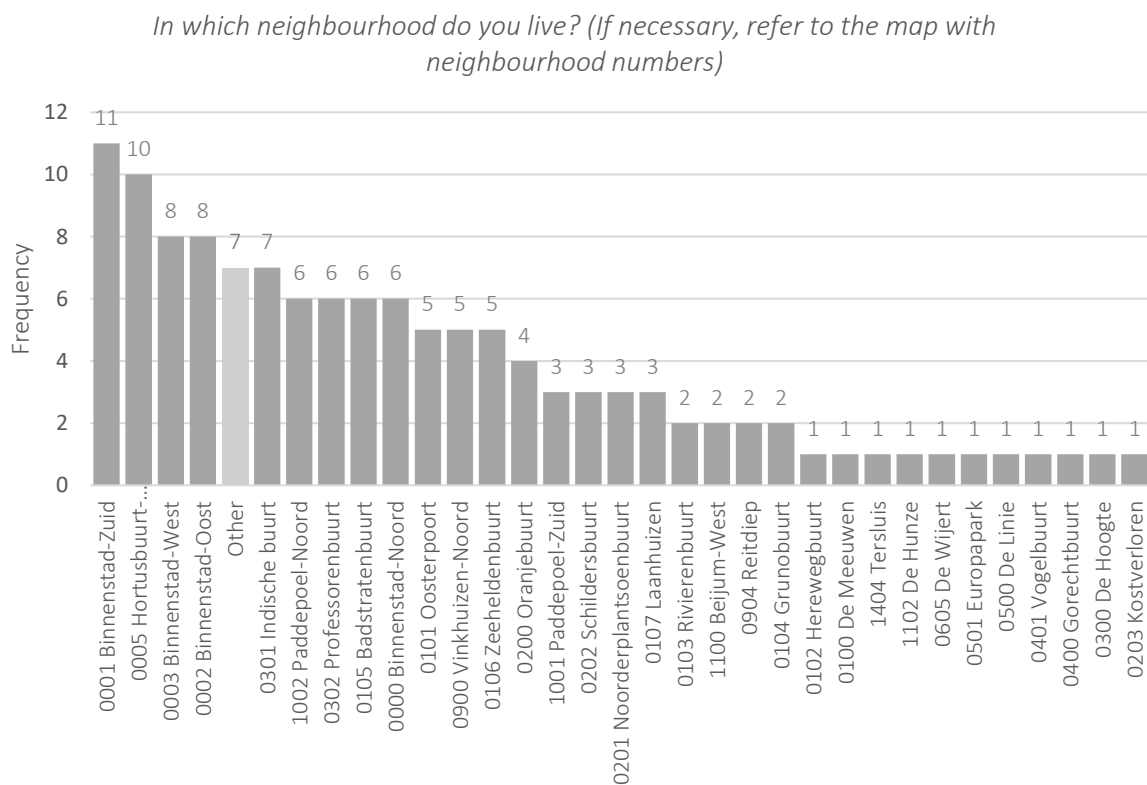 In which neighbourhood do you live? (If necessary, refer to the map with
neighbourhood numbers)
Frequency
12
10
8
6
4
2
0
11
10
8
8
7
7
6
6
6
6
5
5
5
4
3
3
3
3
2
2
2
2
1
1
1
1
1
1
1
1
1
1
1
0001 Binnenstad-Zuid
0005 Hortusbuurt-...
0003 Binnenstad-West
0002 Binnenstad-Oost
Other
0301 Indische buurt
1002 Paddepoel-Noord
0302 Professorenbuurt
0105 Badstratenbuurt
0000 Binnenstad-Noord
0101 Oosterpoort
0900 Vinkhuizen-Noord
0106 Zeeheldenbuurt
0200 Oranjebuurt
1001 Paddepoel-Zuid
0202 Schildersbuurt
0201 Noorderplantsoenbuurt
0107 Laanhuizen
0103 Rivierenbuurt
1100 Beijum-West
0904 Reitdiep
0104 Grunobuurt
0102 Herewegbuurt
0100 De Meeuwen
1404 Tersluis
1102 De Hunze
0605 De Wijert
0501 Europapark
0500 De Linie
0401 Vogelbuurt
0400 Gorechtburt
0300 De Hoogte
0203 Kostverloren